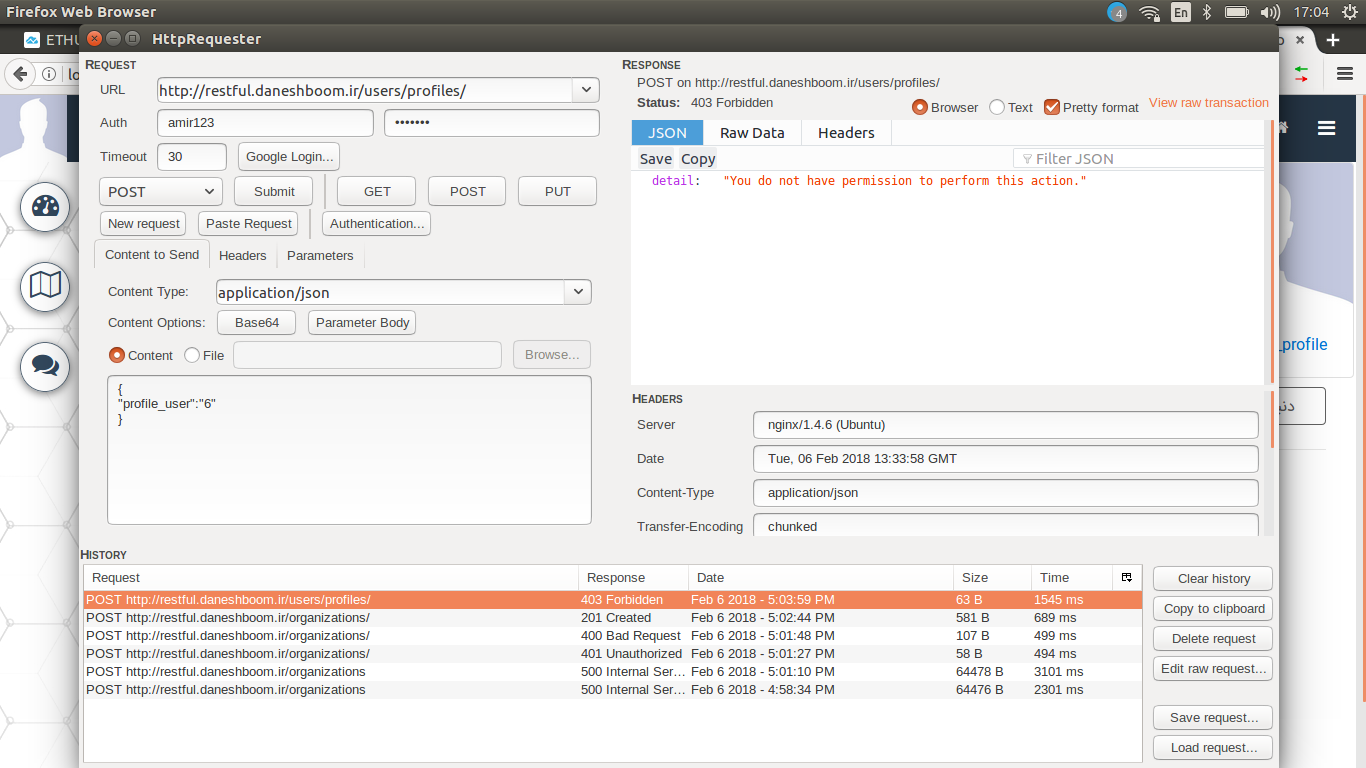 Firefox Web Browser
4
En
17:04
ETHU
HttpRequester
REQUEST
URL
http://restful.daneshboom.ir/users/profiles/
Auth
amir123
•••••••
Timeout
30
Google Login...
POST
Submit
GET
POST
PUT
New request
Paste Request
Authentication...
Content to Send
Headers
Parameters
Content Type:
application/json
Content Options:
Base64
Parameter Body
Content
File
Browse...
{
"profile_user":"6"
}
RESPONSE
POST on http://restful.daneshboom.ir/users/profiles/
Status: 403 Forbidden
Browser
Text
Pretty format
View raw transaction
JSON
Raw Data
Headers
Save
Copy
Filter JSON
detail: "You do not have permission to perform this action."
HEADERS
Server
nginx/1.4.6 (Ubuntu)
Date
Tue, 06 Feb 2018 13:33:58 GMT
Content-Type
application/json
Transfer-Encoding
chunked
_profile
HISTORY
Request Response Date Size Time
POST http://restful.daneshboom.ir/users/profiles/ 403 Forbidden Feb 6 2018 - 5:03:59 PM 63 B 1545 ms
POST http://restful.daneshboom.ir/organizations/ 201 Created Feb 6 2018 - 5:02:44 PM 581 B 689 ms
POST http://restful.daneshboom.ir/organizations/ 400 Bad Request Feb 6 2018 - 5:01:48 PM 107 B 499 ms
POST http://restful.daneshboom.ir/organizations/ 401 Unauthorized Feb 6 2018 - 5:01:27 PM 58 B 494 ms
POST http://restful.daneshboom.ir/organizations 500 Internal Ser... Feb 6 2018 - 5:01:10 PM 64478 B 3101 ms
POST http://restful.daneshboom.ir/organizations 500 Internal Ser... Feb 6 2018 - 4:58:34 PM 64476 B 2301 ms
Clear history
Copy to clipboard
Delete request
Edit raw request...
Save request...
Load request...